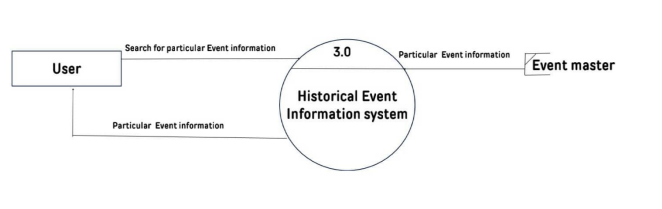 Search for particular Event information
3.0
Particular Event information
User
Event master
Historical Event
Information system
Particular Event information